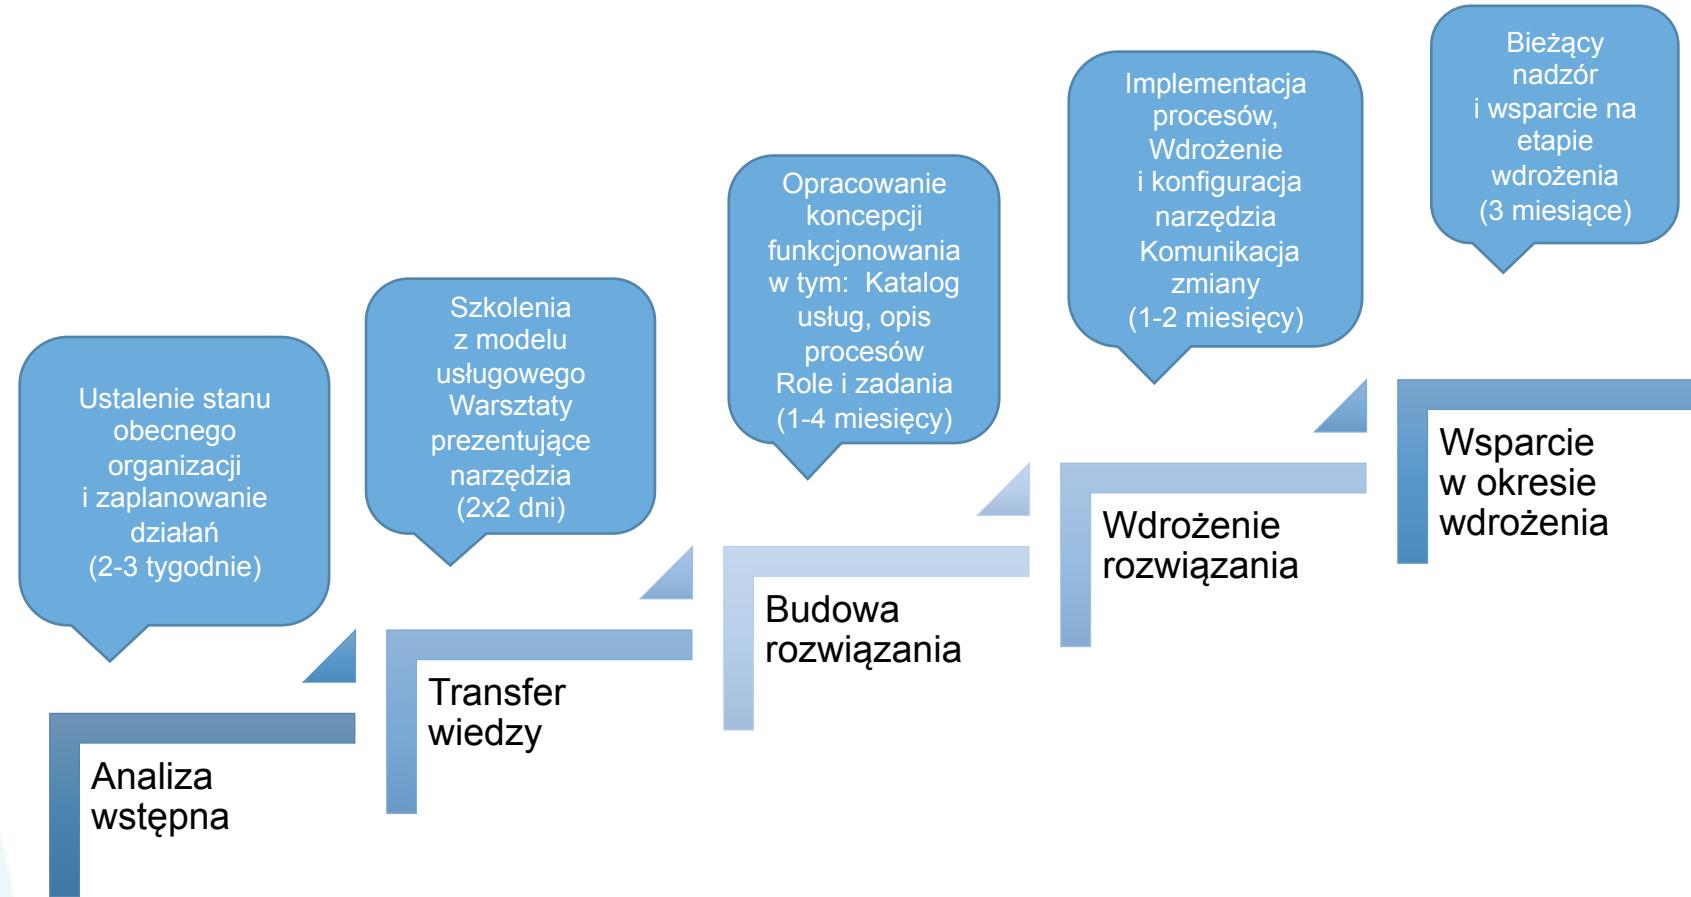 Ustalenie stanu
obecnego
organizacji
i zaplanowanie
działań
(2-3 tygodnie)
Analiza
wstępna
Szkolenia
z modelu
usługowego
Warsztaty
prezentujące
narzędzia
(2x2 dni)
Transfer
wiedzy
Opracowanie
koncepcji
funkcjonowania
w tym:  Katalog
usług, opis
procesów
Role i zadania
(1-4 miesięcy)
Budowa
rozwiązania
Implementacja
procesów,
Wdrożenie
i konfiguracja
narzędzia
Komunikacja
zmiany
(1-2 miesięcy)
Wdrożenie
rozwiązania
Bieżący
nadzór
i wsparcie na
etapie
wdrożenia
(3 miesiące)
Wsparcie
w okresie
wdrożenia